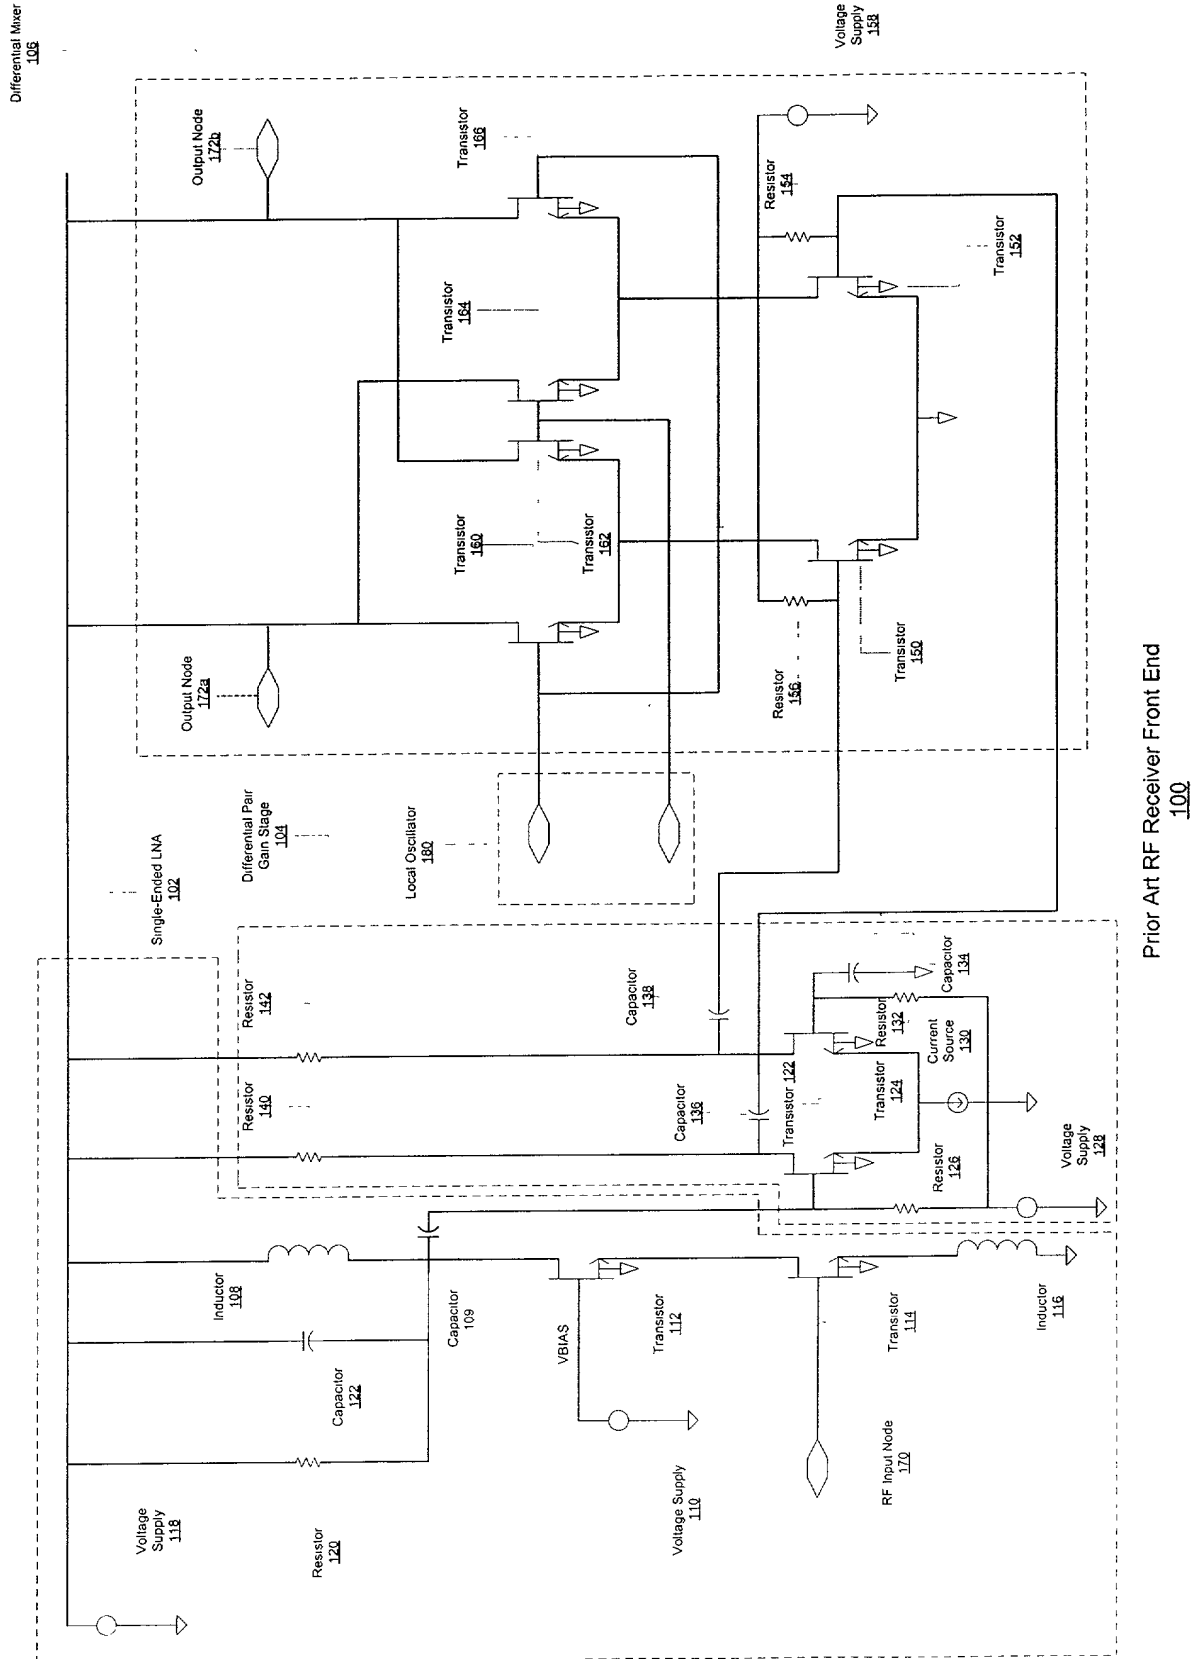 Differential Mixer
106
Voltage
Supply
158
Output Node
172b
Transistor
166
Resistor
154
Transistor
152
Transistor
164
Transistor
160
Transistor
162
Output Node
172a
Resistor
156
Transistor
150
Differential Pair
Gain Stage
104
Local Oscillator
180
Single-Ended LNA
102
Resistor
142
Resistor
140
Capacitor
138
Capacitor
136
Transistor 122
Transistor
124
Resistor
132
Capacitor
134
Current
Source
130
Resistor
126
Voltage
Supply
128
Inductor
108
Capacitor
109
Capacitor
122
VBIAS
Transistor
112
Transistor
114
Inductor
116
Voltage Supply
110
RF Input Node
170
Voltage
Supply
118
Resistor
120
Prior Art RF Receiver Front End
100